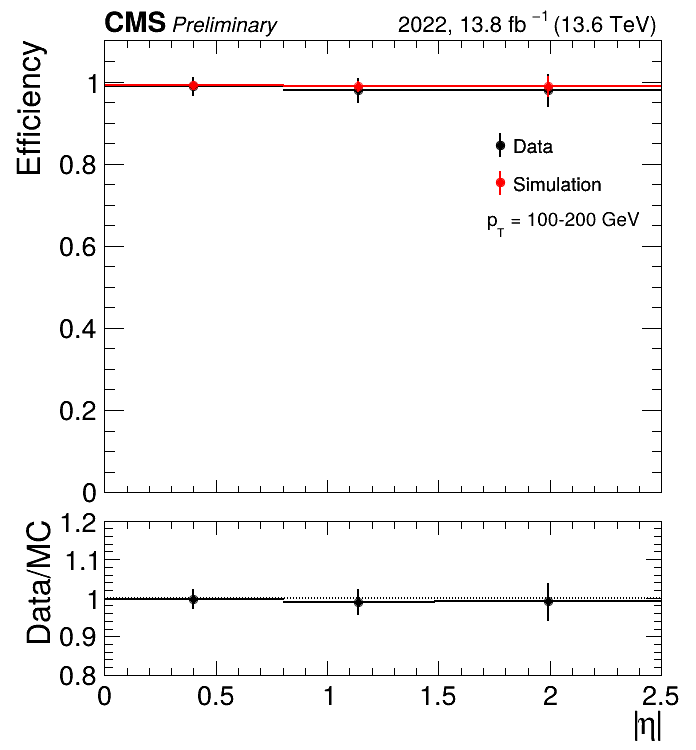 CMS Preliminary 2022, 13.8 fb⁻¹ (13.6 TeV)
Efficiency
1
0.8
0.6
0.4
0.2
0
Data
Simulation
pT = 100-200 GeV
Data/MC
1.2
1.1
1
0.9
0.8
0 0.5 1 1.5 2 2.5
|η|